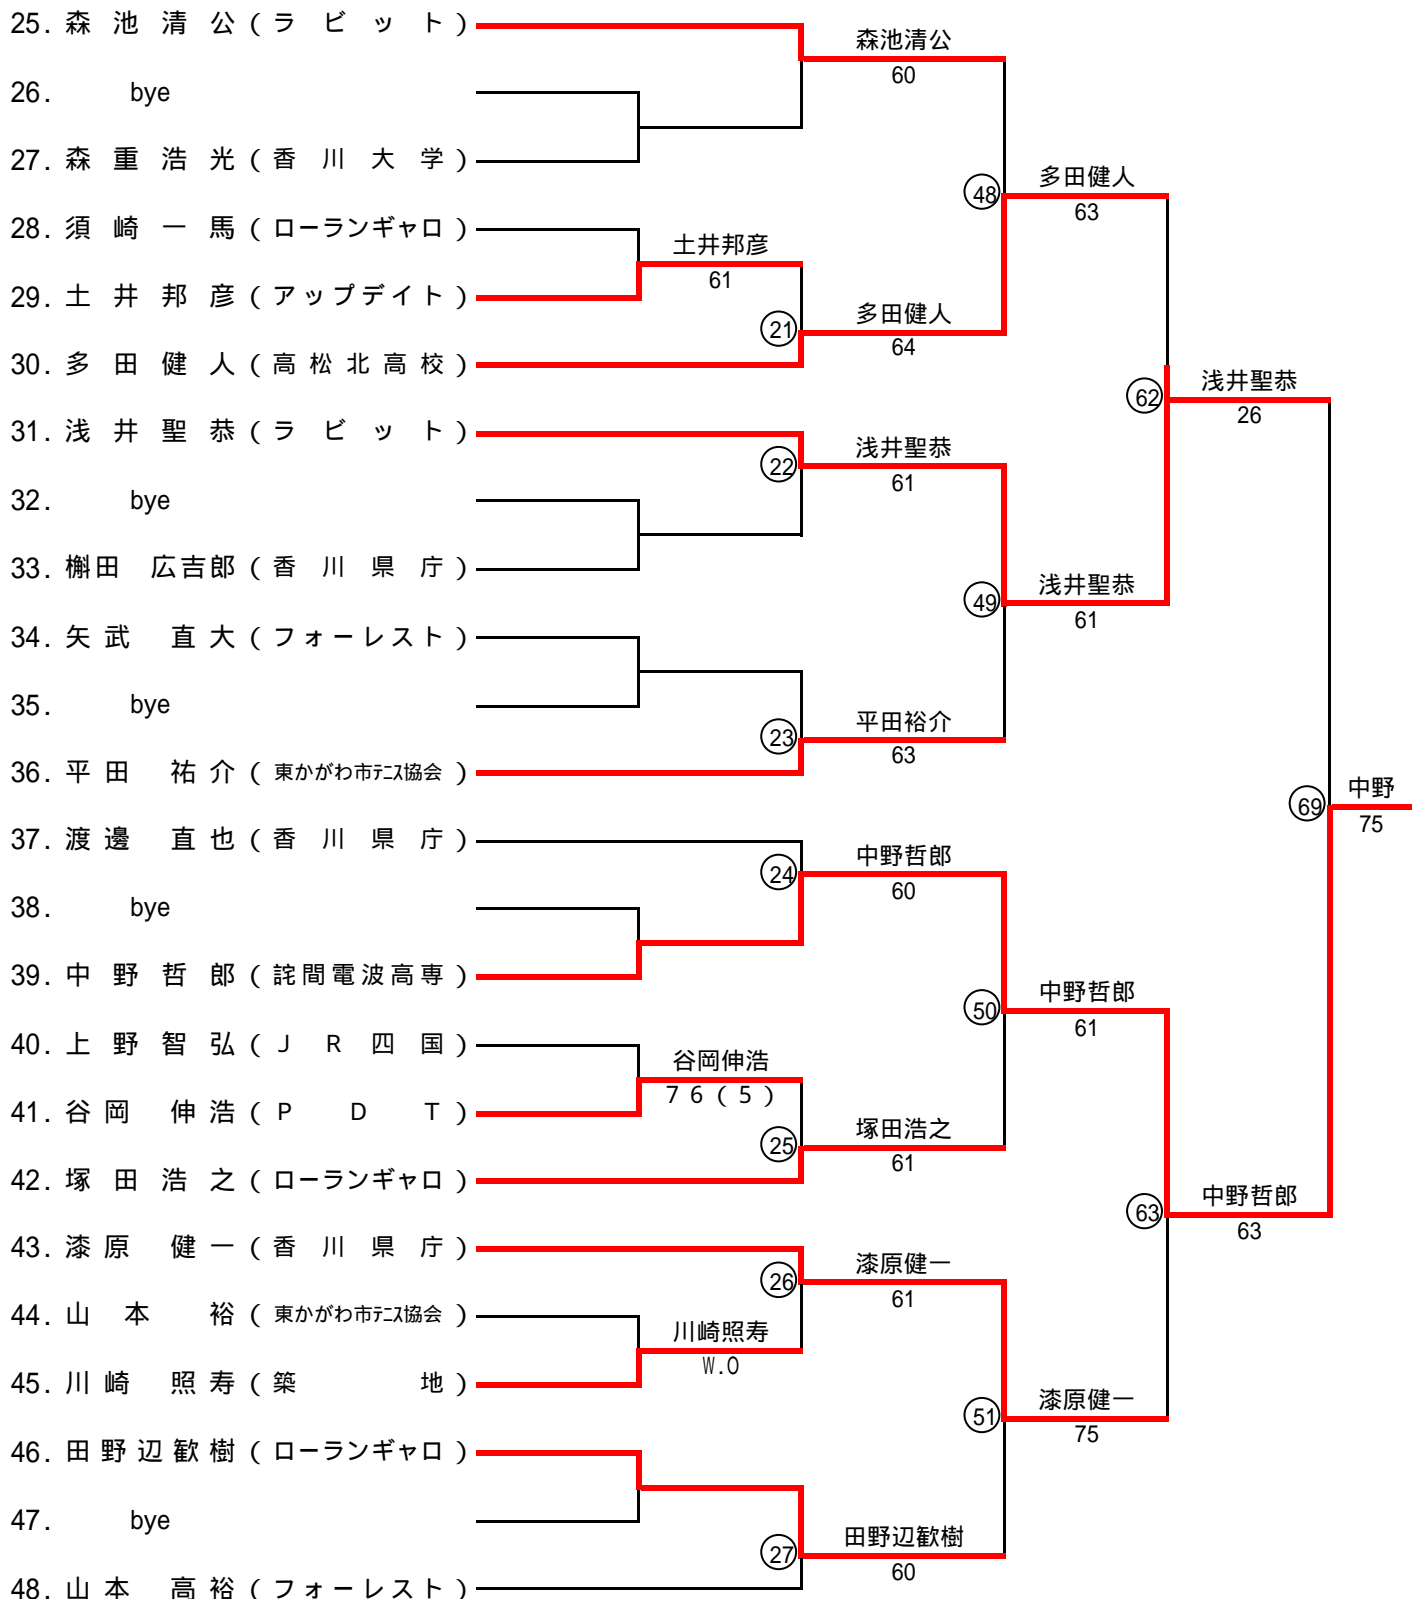 25. 森池清公 (ラビット)
森池清公
60
26. bye
27. 森重浩光 (香川大学)
48
多田健人
63
28. 須崎一馬 (ローランギャロ)
土井邦彦
61
29. 土井邦彦 (アップデイト)
21
多田健人
64
30. 多田健人 (高松北高校)
62
浅井聖恭
26
31. 浅井聖恭 (ラビット)
22
浅井聖恭
61
32. bye
33. 槲田 広吉郎 (香川県庁)
49
浅井聖恭
61
34. 矢武 直大 (フォーレスト)
35. bye
23
平田裕介
63
36. 平田 祐介 (東かがわ市テニス協会)
69
中野
75
37. 渡邊 直也 (香川県庁)
24
中野哲郎
60
38. bye
39. 中野哲郎 (詫間電波高専)
50
中野哲郎
61
40. 上野智弘 (JR四国)
谷岡伸浩
76(5)
41. 谷岡 伸浩 (PDT)
25
塚田浩之
61
42. 塚田浩之 (ローランギャロ)
63
中野哲郎
63
43. 漆原 健一 (香川県庁)
26
漆原健一
61
44. 山本 裕 (東かがわ市テニス協会)
川崎照寿
W.O
45. 川崎 照寿 (築地)
51
漆原健一
75
46. 田野辺歓樹 (ローランギャロ)
47. bye
27
田野辺歓樹
60
48. 山本 高裕 (フォーレスト)